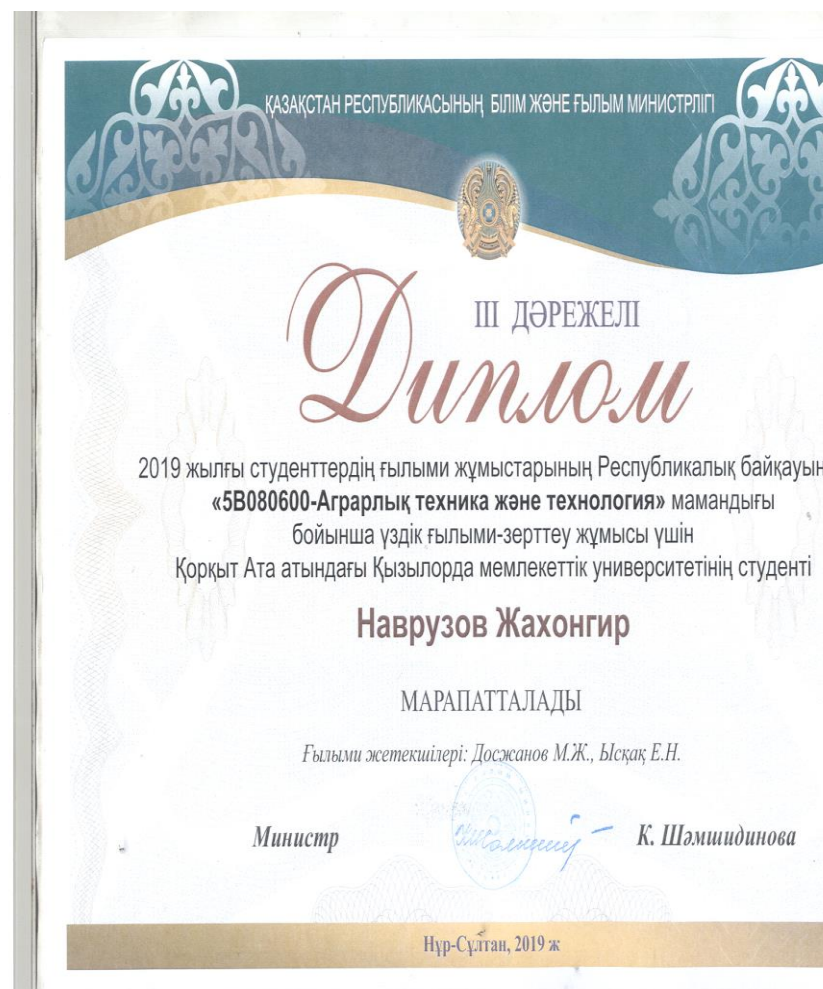 ҚАЗАҚСТАН РЕСПУБЛИКАСЫНЫҢ БІЛІМ ЖӘНЕ ҒЫЛЫМ МИНИСТРЛІГІ
III ДӘРЕЖЕЛІ
Диплом
2019 жылғы студенттердің ғылыми жұмыстарының Республикалық байқауын
«5В080600-Аграрлық техника және технология» мамандығы
бойынша үздік ғылыми-зерттеу жұмысы үшін
Қорқыт Ата атындағы Қызылорда мемлекеттік университетінің студенті
Наврузов Жахонгир
МАРАПАТТАЛАДЫ
Ғылыми жетекшілері: Досжанов М.Ж., Ысқақ Е.Н.
Министр К. Шәмшидинова
Нұр-Сұлтан, 2019 ж